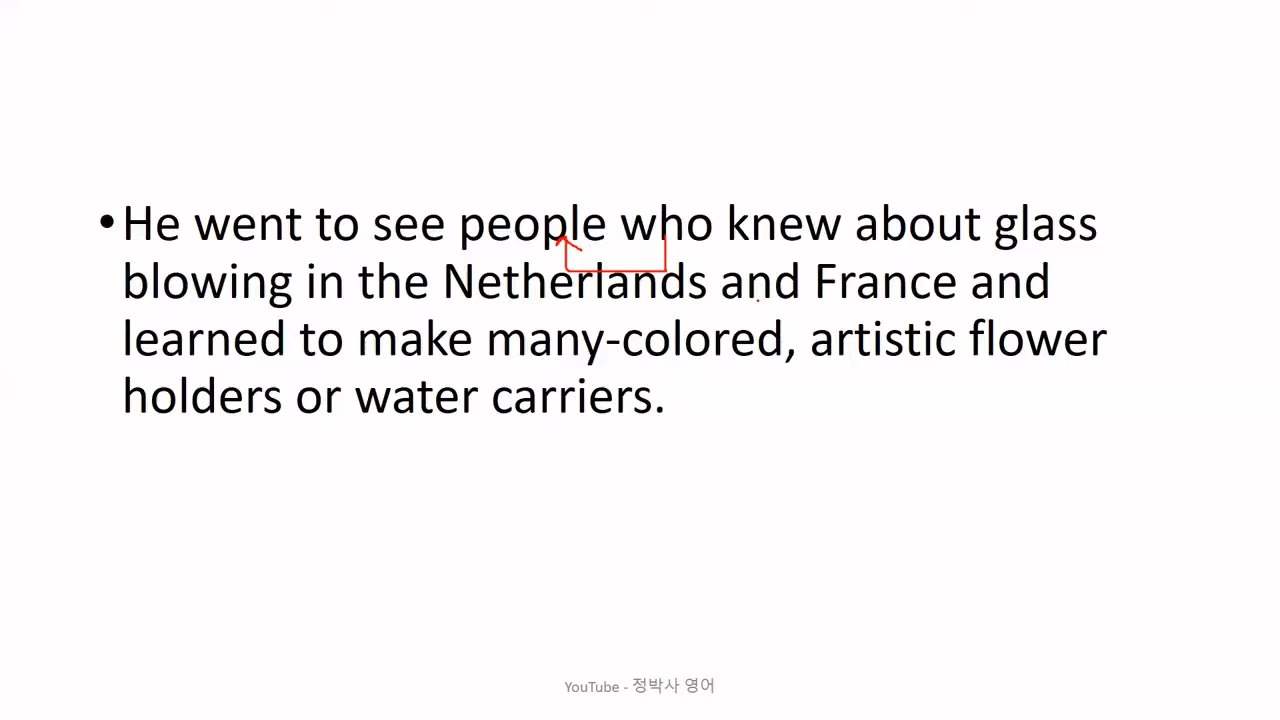 •He went to see people who knew about glass
blowing in the Netherlands and France and
learned to make many-colored, artistic flower
holders or water carriers.
YouTube - 정박사 영어